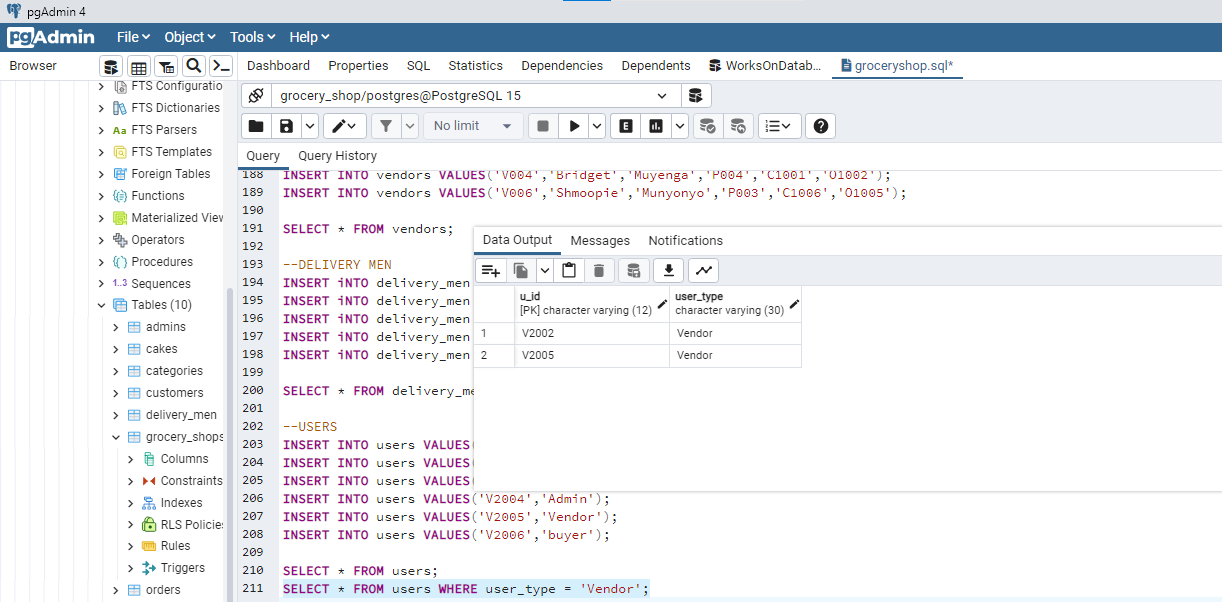 pgAdmin 4
pgAdmin File Object Tools Help
Browser
Dashboard Properties SQL Statistics Dependencies Dependents WorksOnDatab... groceryshop.sql*
FTS Configuratio
FTS Dictionaries
Aa FTS Parsers
FTS Templates
Foreign Tables
Functions
Materialized View
Operators
Procedures
1..3 Sequences
Tables (10)
admins
cakes
categories
customers
delivery_men
grocery_shops
Columns
Constraints
Indexes
RLS Policies
Rules
Triggers
orders
grocery_shop/postgres@PostgreSQL 15
No limit
E
Query Query History
188 INSERT INTO vendors VALUES('V004','Bridget','Muyenga','P004','C1001','O1002');
189 INSERT INTO vendors VALUES('V006','Shmoopie','Munyonyo','P003','C1006','O1005');
190
191 SELECT * FROM vendors;
192
193 --DELIVERY MEN
194 INSERT iNTO delivery_men
195 INSERT iNTO delivery_men
196 INSERT iNTO delivery_men
197 INSERT iNTO delivery_men
198 INSERT iNTO delivery_men
199
200 SELECT * FROM delivery_me
201
202 --USERS
203 INSERT INTO users VALUES(
204 INSERT INTO users VALUES(
205 INSERT INTO users VALUES(
206 INSERT INTO users VALUES('V2004','Admin');
207 INSERT INTO users VALUES('V2005','Vendor');
208 INSERT INTO users VALUES('V2006','buyer');
209
210 SELECT * FROM users;
211 SELECT * FROM users WHERE user_type = 'Vendor';
Data Output Messages Notifications
u_id user_type
[PK] character varying (12) character varying (30)
1 V2002 Vendor
2 V2005 Vendor